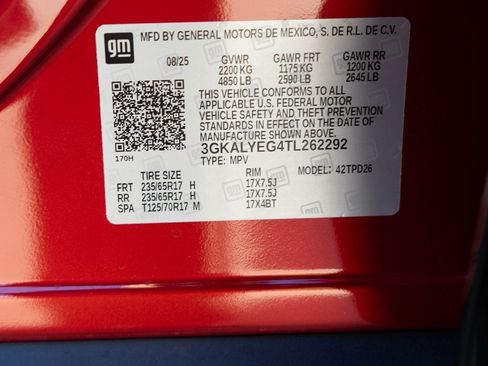 gm
MFD BY GENERAL MOTORS DE MEXICO, S. DE R.L. DE C.V.
08/25 GVWR GAWR FRT GAWR RR
2200 KG 1175 KG 1200 KG
4850 LB 2590 LB 2645 LB
THIS VEHICLE CONFORMS TO ALL
APPLICABLE U.S. FEDERAL MOTOR
VEHICLE SAFETY AND THEFT PREVENTION
STANDARDS IN EFFECT ON THE DATE OF
MANUFACTURE SHOWN ABOVE.
3GKALYEG4TL262292
170H TYPE: MPV MODEL: 42TPD26
TIRE SIZE RIM
FRT 235/65R17 H 17X7.5J
RR 235/65R17 H 17X7.5J
SPA T125/70R17 M 17X4BT